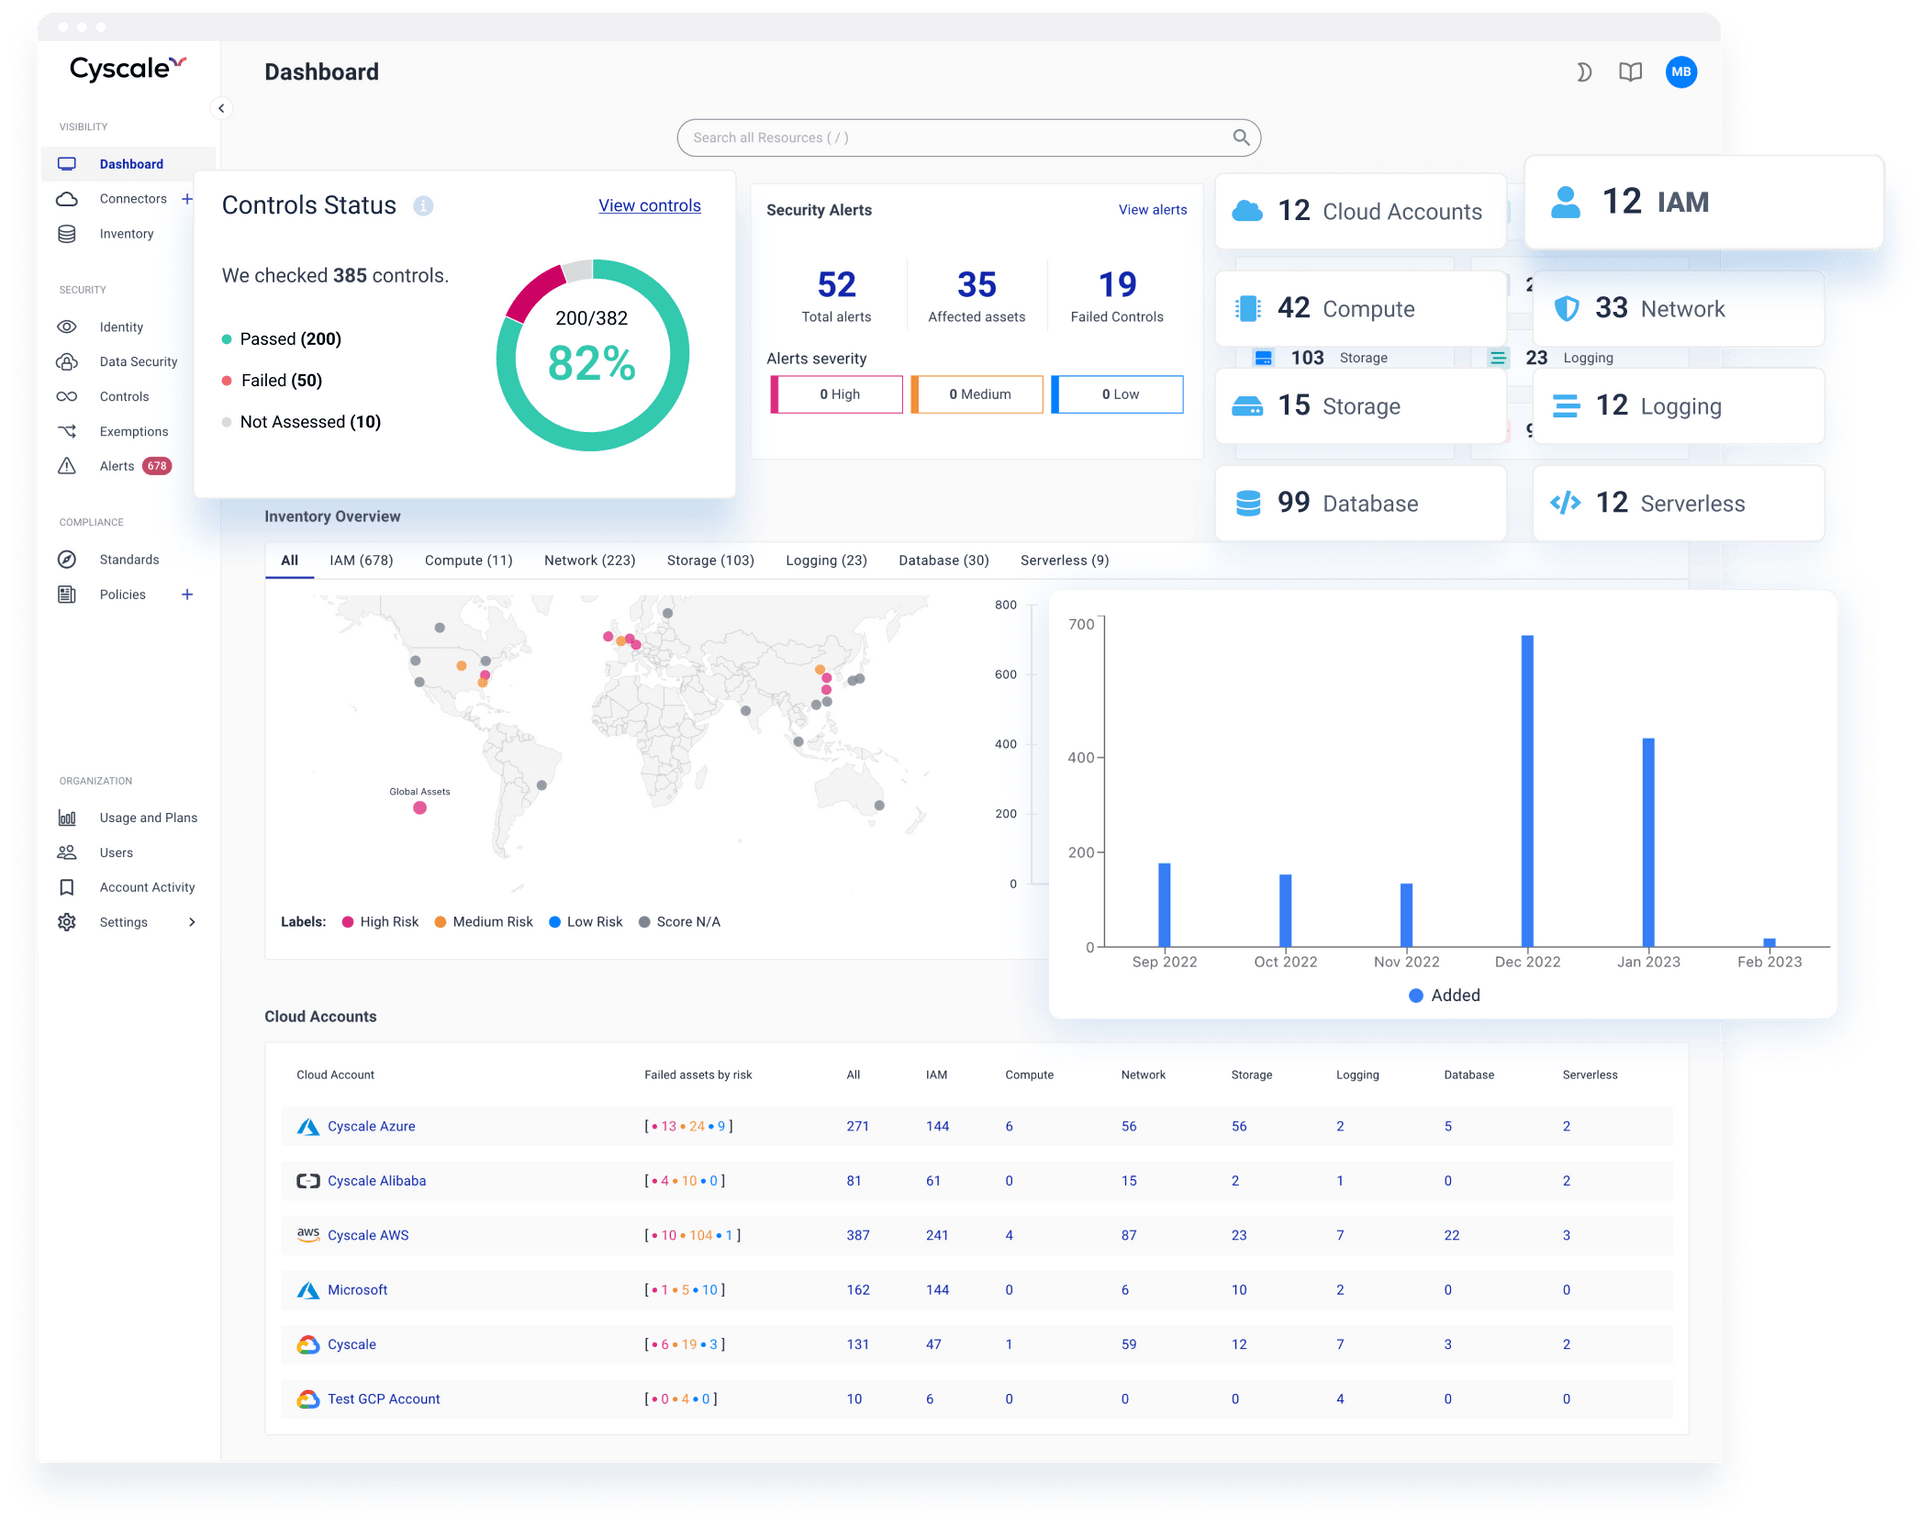 Cyscale
Dashboard
MB
Search all Resources ( / )
VISIBILITY
Dashboard
Connectors +
Inventory
SECURITY
Identity
Data Security
Controls
Exemptions
Alerts 678
COMPLIANCE
Standards
Policies +
ORGANIZATION
Usage and Plans
Users
Account Activity
Settings
Controls Status
View controls
We checked 385 controls.
Passed (200)
Failed (50)
Not Assessed (10)
200/382
82%
Security Alerts
View alerts
52 35 19
Total alerts Affected assets Failed Controls
Alerts severity
0 High 0 Medium 0 Low
12 Cloud Accounts
12 IAM
42 Compute
33 Network
103 Storage
23 Logging
15 Storage
12 Logging
99 Database
12 Serverless
Inventory Overview
All IAM (678) Compute (11) Network (223) Storage (103) Logging (23) Database (30) Serverless (9)
Global Assets
Labels: High Risk Medium Risk Low Risk Score N/A
800
600
400
200
0
700
400
200
0
Sep 2022 Oct 2022 Nov 2022 Dec 2022 Jan 2023 Feb 2023
Added
Cloud Accounts
Cloud Account Failed assets by risk All IAM Compute Network Storage Logging Database Serverless
Cyscale Azure [ • 13 • 24 • 9 ] 271 144 6 56 56 2 5 2
Cyscale Alibaba [ • 4 • 10 • 0 ] 81 61 0 15 2 1 0 2
aws Cyscale AWS [ • 10 • 104 • 1 ] 387 241 4 87 23 7 22 3
Microsoft [ • 1 • 5 • 10 ] 162 144 0 6 10 2 0 0
Cyscale [ • 6 • 19 • 3 ] 131 47 1 59 12 7 3 2
Test GCP Account [ • 0 • 4 • 0 ] 10 6 0 0 0 4 0 0